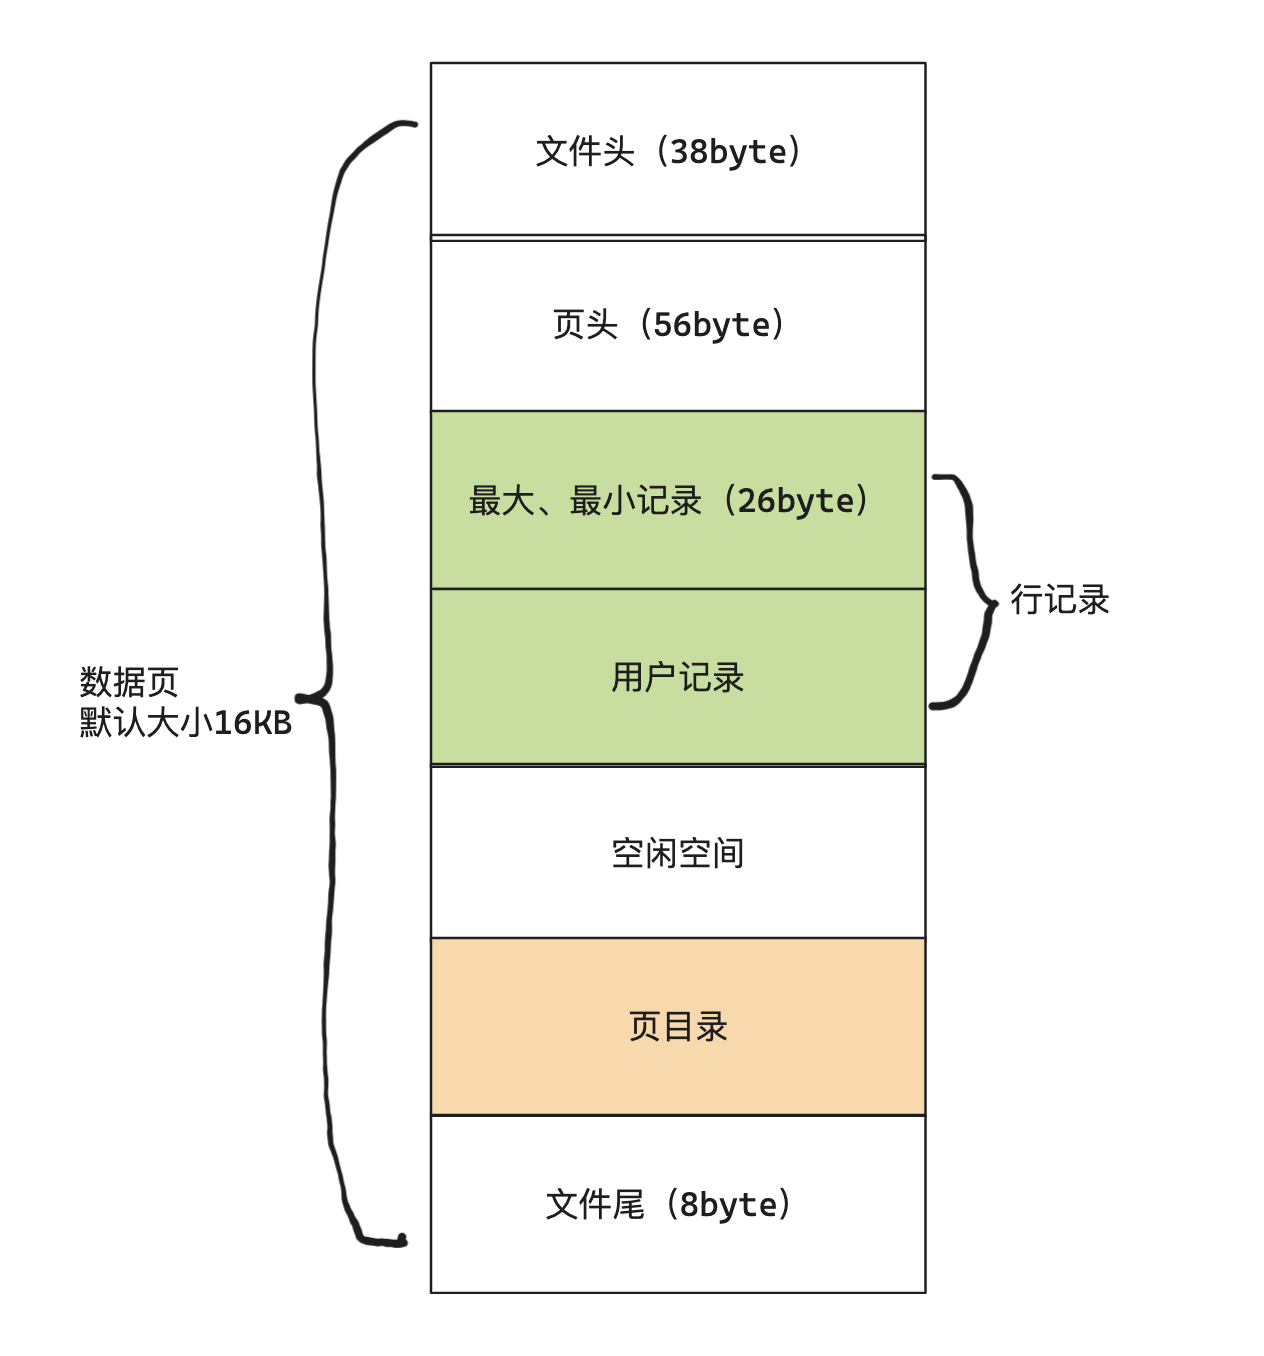 文件头（38byte）
页头（56byte）
最大、最小记录（26byte）
行记录
用户记录
数据页
默认大小16KB
空闲空间
页目录
文件尾（8byte）